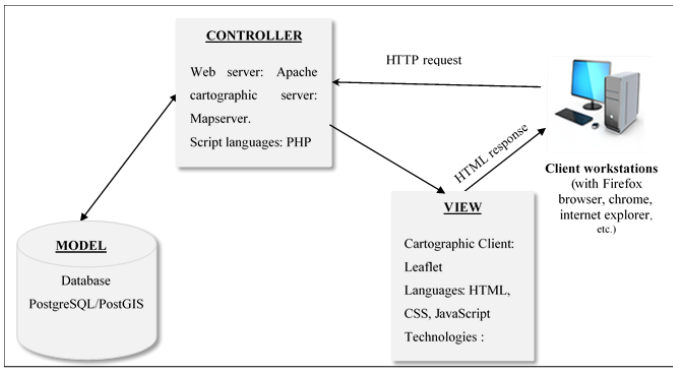 CONTROLLER
Web server: Apache
cartographic server:
Mapserver.
Script languages: PHP
HTTP request
HTML response
Client workstations
(with Firefox
browser, chrome,
internet explorer,
etc.)
VIEW
Cartographic Client:
Leaflet
Languages: HTML,
CSS, JavaScript
Technologies :
MODEL
Database
PostgreSQL/PostGIS